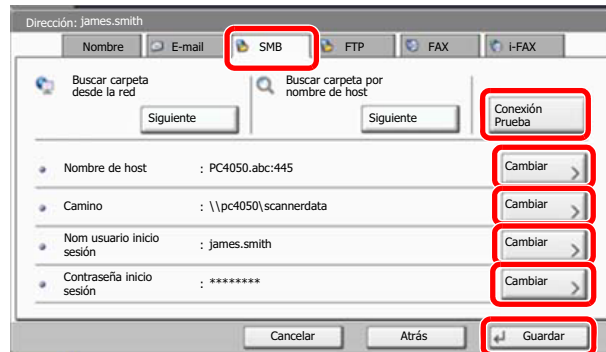 Dirección: james.smith
Nombre E-mail SMB FTP FAX i-FAX
Buscar carpeta
desde la red
Buscar carpeta por
nombre de host
Siguiente Siguiente
Conexión
Prueba
Nombre de host : PC4050.abc:445 Cambiar
Camino : \\pc4050\scannerdata Cambiar
Nom usuario inicio
sesión
: james.smith Cambiar
Contraseña inicio
sesión
: ******** Cambiar
Cancelar Atrás Guardar